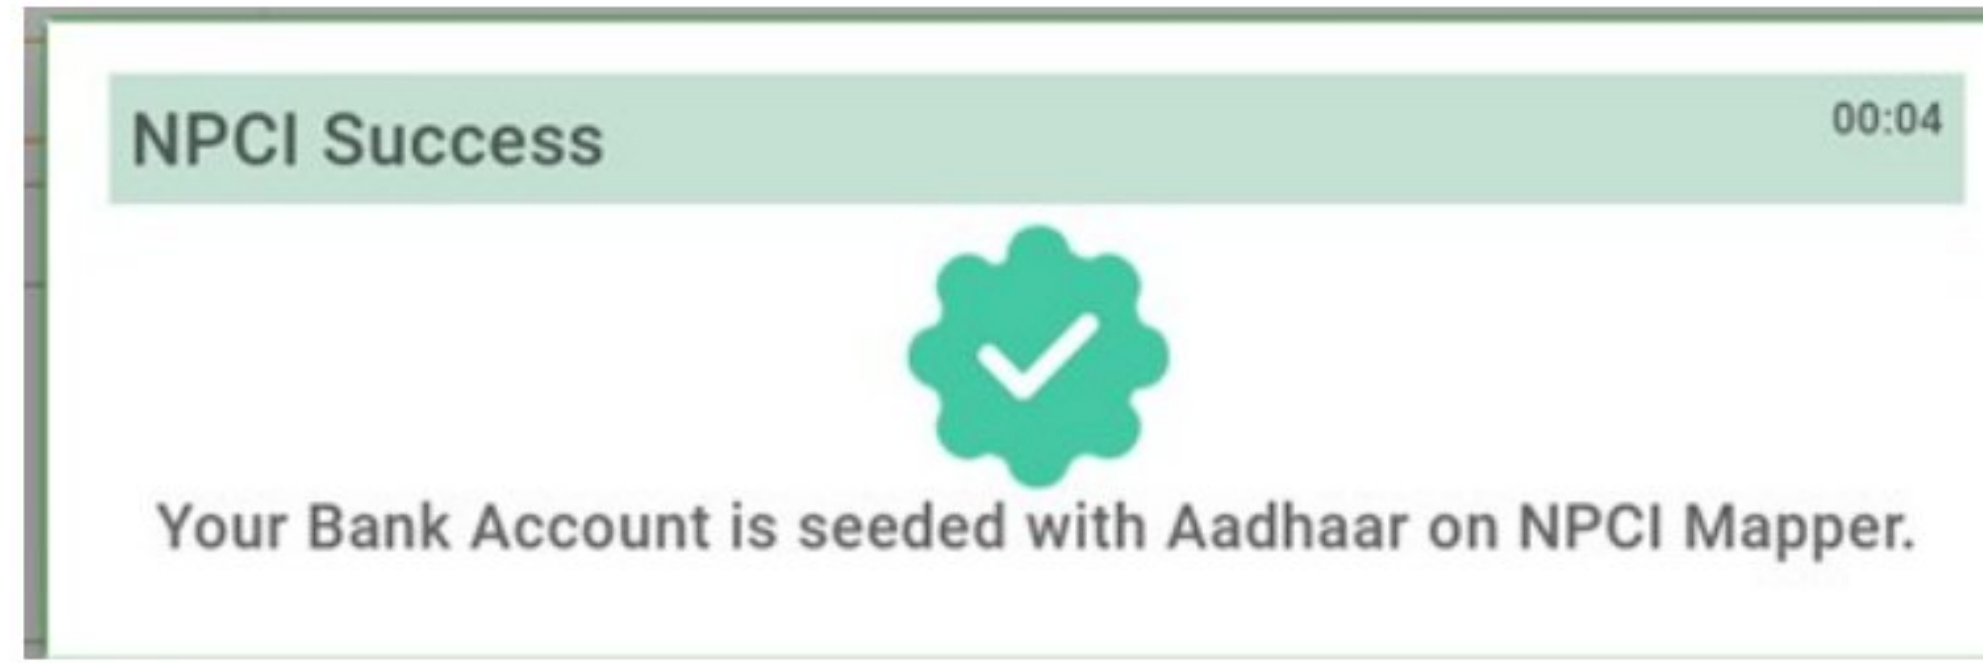 NPCI Success
00:04
Your Bank Account is seeded with Aadhaar on NPCI Mapper.